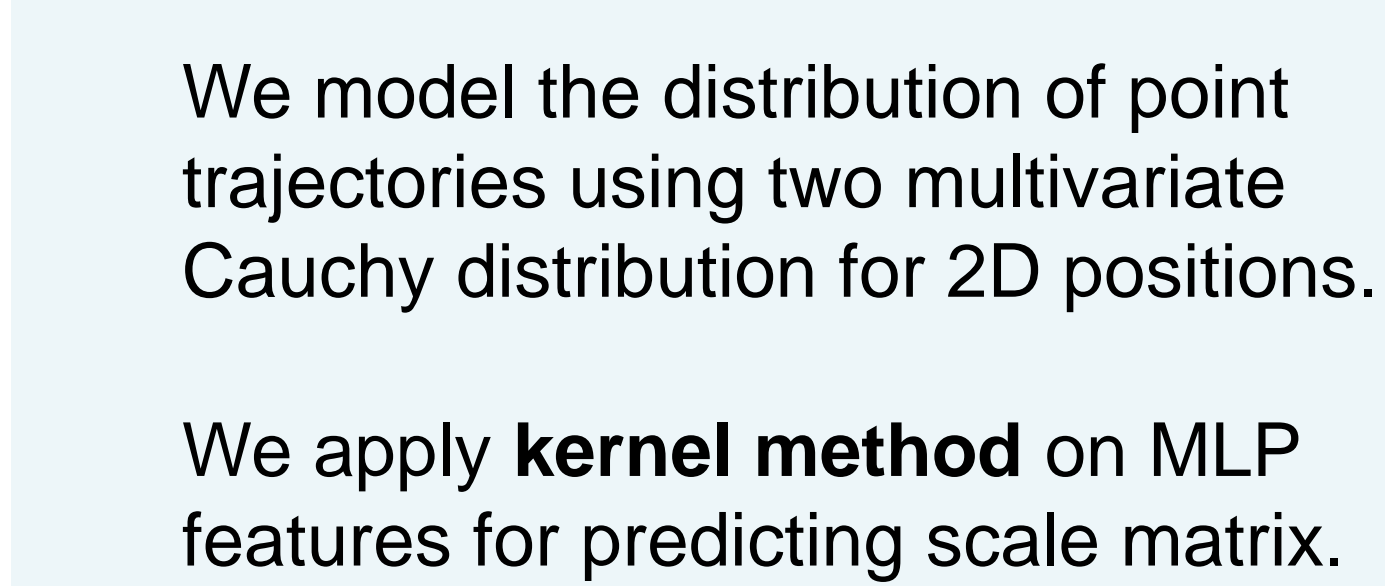 We model the distribution of point
trajectories using two multivariate
Cauchy distribution for 2D positions.
We apply kernel method on MLP
features for predicting scale matrix.